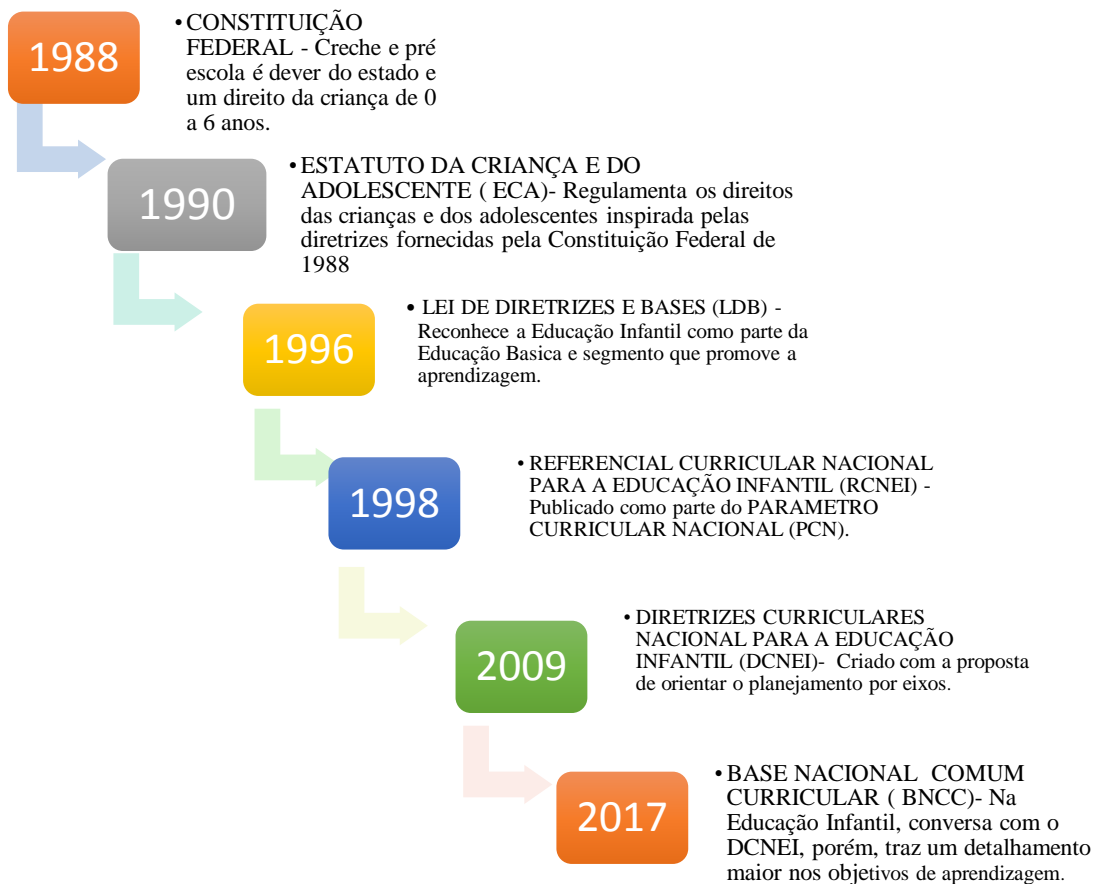 1988
• CONSTITUIÇÃO
FEDERAL - Creche e pré
escola é dever do estado e
um direito da criança de 0
a 6 anos.
1990
• ESTATUTO DA CRIANÇA E DO
ADOLESCENTE ( ECA)- Regulamenta os direitos
das crianças e dos adolescentes inspirada pelas
diretrizes fornecidas pela Constituição Federal de
1988
1996
• LEI DE DIRETRIZES E BASES (LDB) -
Reconhece a Educação Infantil como parte da
Educação Basica e segmento que promove a
aprendizagem.
1998
• REFERENCIAL CURRICULAR NACIONAL
PARA A EDUCAÇÃO INFANTIL (RCNEI) -
Publicado como parte do PARAMETRO
CURRICULAR NACIONAL (PCN).
2009
• DIRETRIZES CURRICULARES
NACIONAL PARA A EDUCAÇÃO
INFANTIL (DCNEI)- Criado com a proposta
de orientar o planejamento por eixos.
2017
• BASE NACIONAL COMUM
CURRICULAR ( BNCC)- Na
Educação Infantil, conversa com o
DCNEI, porém, traz um detalhamento
maior nos objetivos de aprendizagem.